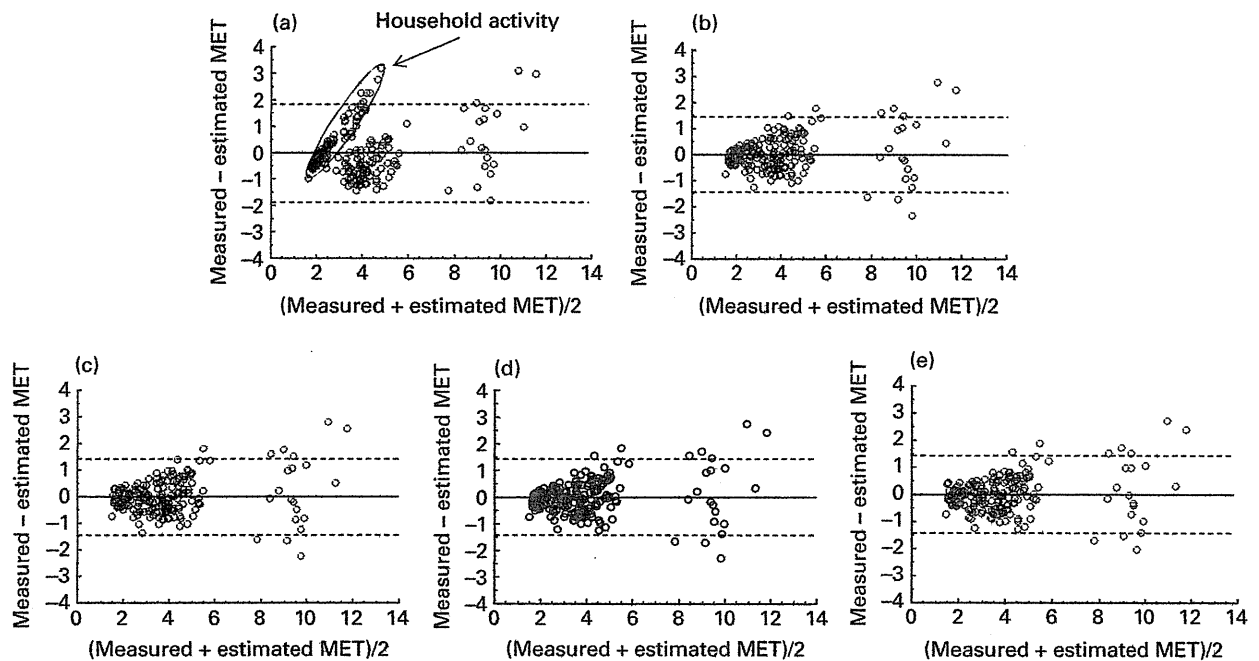 (a)
Household activity
Measured – estimated MET
4
3
2
1
0
–1
–2
–3
–4
0 2 4 6 8 10 12 14
(Measured + estimated MET)/2
(b)
Measured – estimated MET
4
3
2
1
0
–1
–2
–3
–4
0 2 4 6 8 10 12 14
(Measured + estimated MET)/2
(c)
Measured – estimated MET
4
3
2
1
0
–1
–2
–3
–4
0 2 4 6 8 10 12 14
(Measured + estimated MET)/2
(d)
Measured – estimated MET
4
3
2
1
0
–1
–2
–3
–4
0 2 4 6 8 10 12 14
(Measured + estimated MET)/2
(e)
Measured – estimated MET
4
3
2
1
0
–1
–2
–3
–4
0 2 4 6 8 10 12 14
(Measured + estimated MET)/2